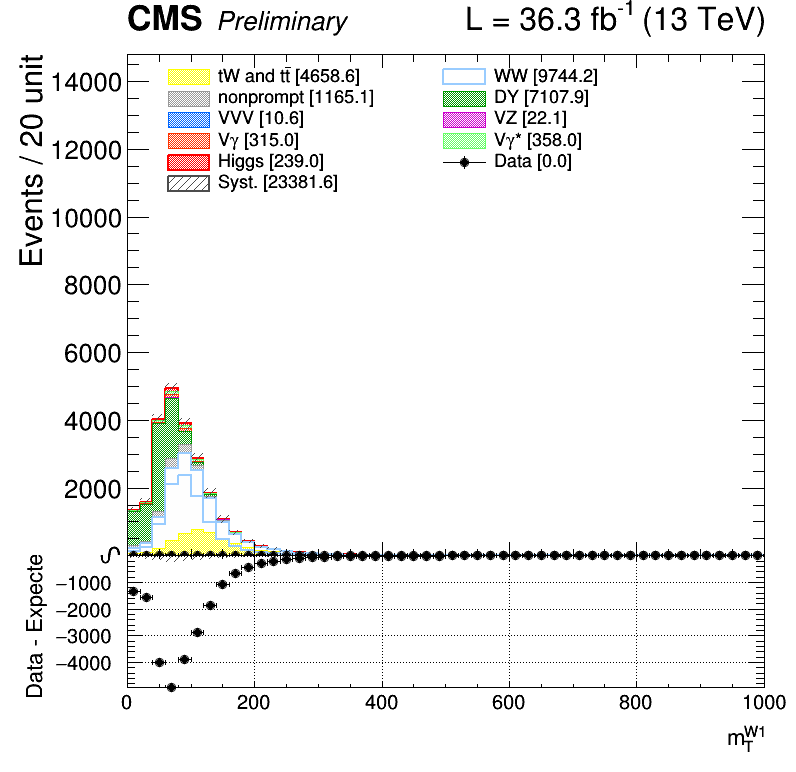 CMS Preliminary L = 36.3 fb⁻¹ (13 TeV)
Events / 20 unit
14000
12000
10000
8000
6000
4000
2000
0
tW and tt̄ [4658.6]
nonprompt [1165.1]
VVV [10.6]
Vγ [315.0]
Higgs [239.0]
Syst. [23381.6]
WW [9744.2]
DY [7107.9]
VZ [22.1]
Vγ* [358.0]
Data [0.0]
Data - Expecte
−1000
−2000
−3000
−4000
0 200 400 600 800 1000
m_T^W1